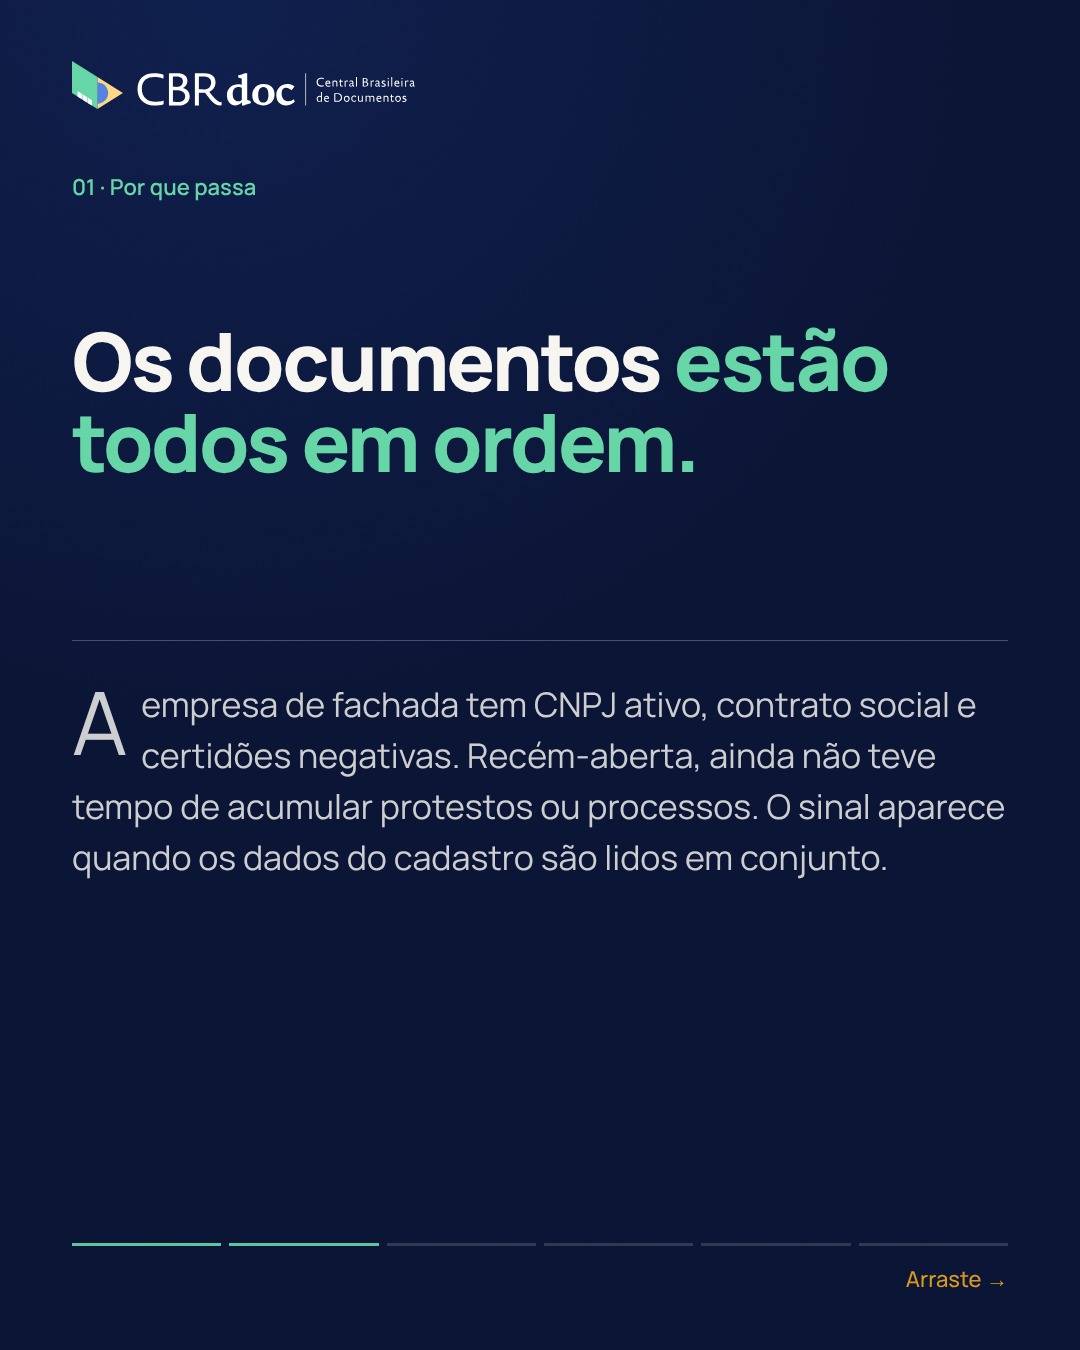 CBRdoc
Central Brasileira
de Documentos
01 · Por que passa
Os documentos estão
todos em ordem.
A empresa de fachada tem CNPJ ativo, contrato social e
certidões negativas. Recém-aberta, ainda não teve
tempo de acumular protestos ou processos. O sinal aparece
quando os dados do cadastro são lidos em conjunto.
Arraste →